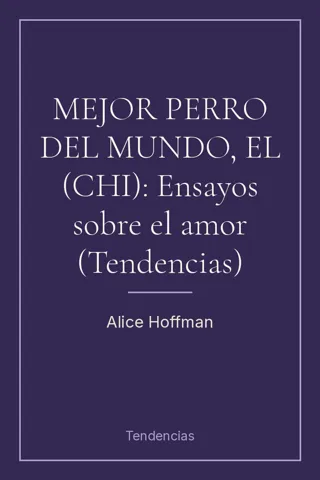 MEJOR PERRO
DEL MUNDO, EL
(CHI): Ensayos
sobre el amor
(Tendencias)
Alice Hoffman
Tendencias